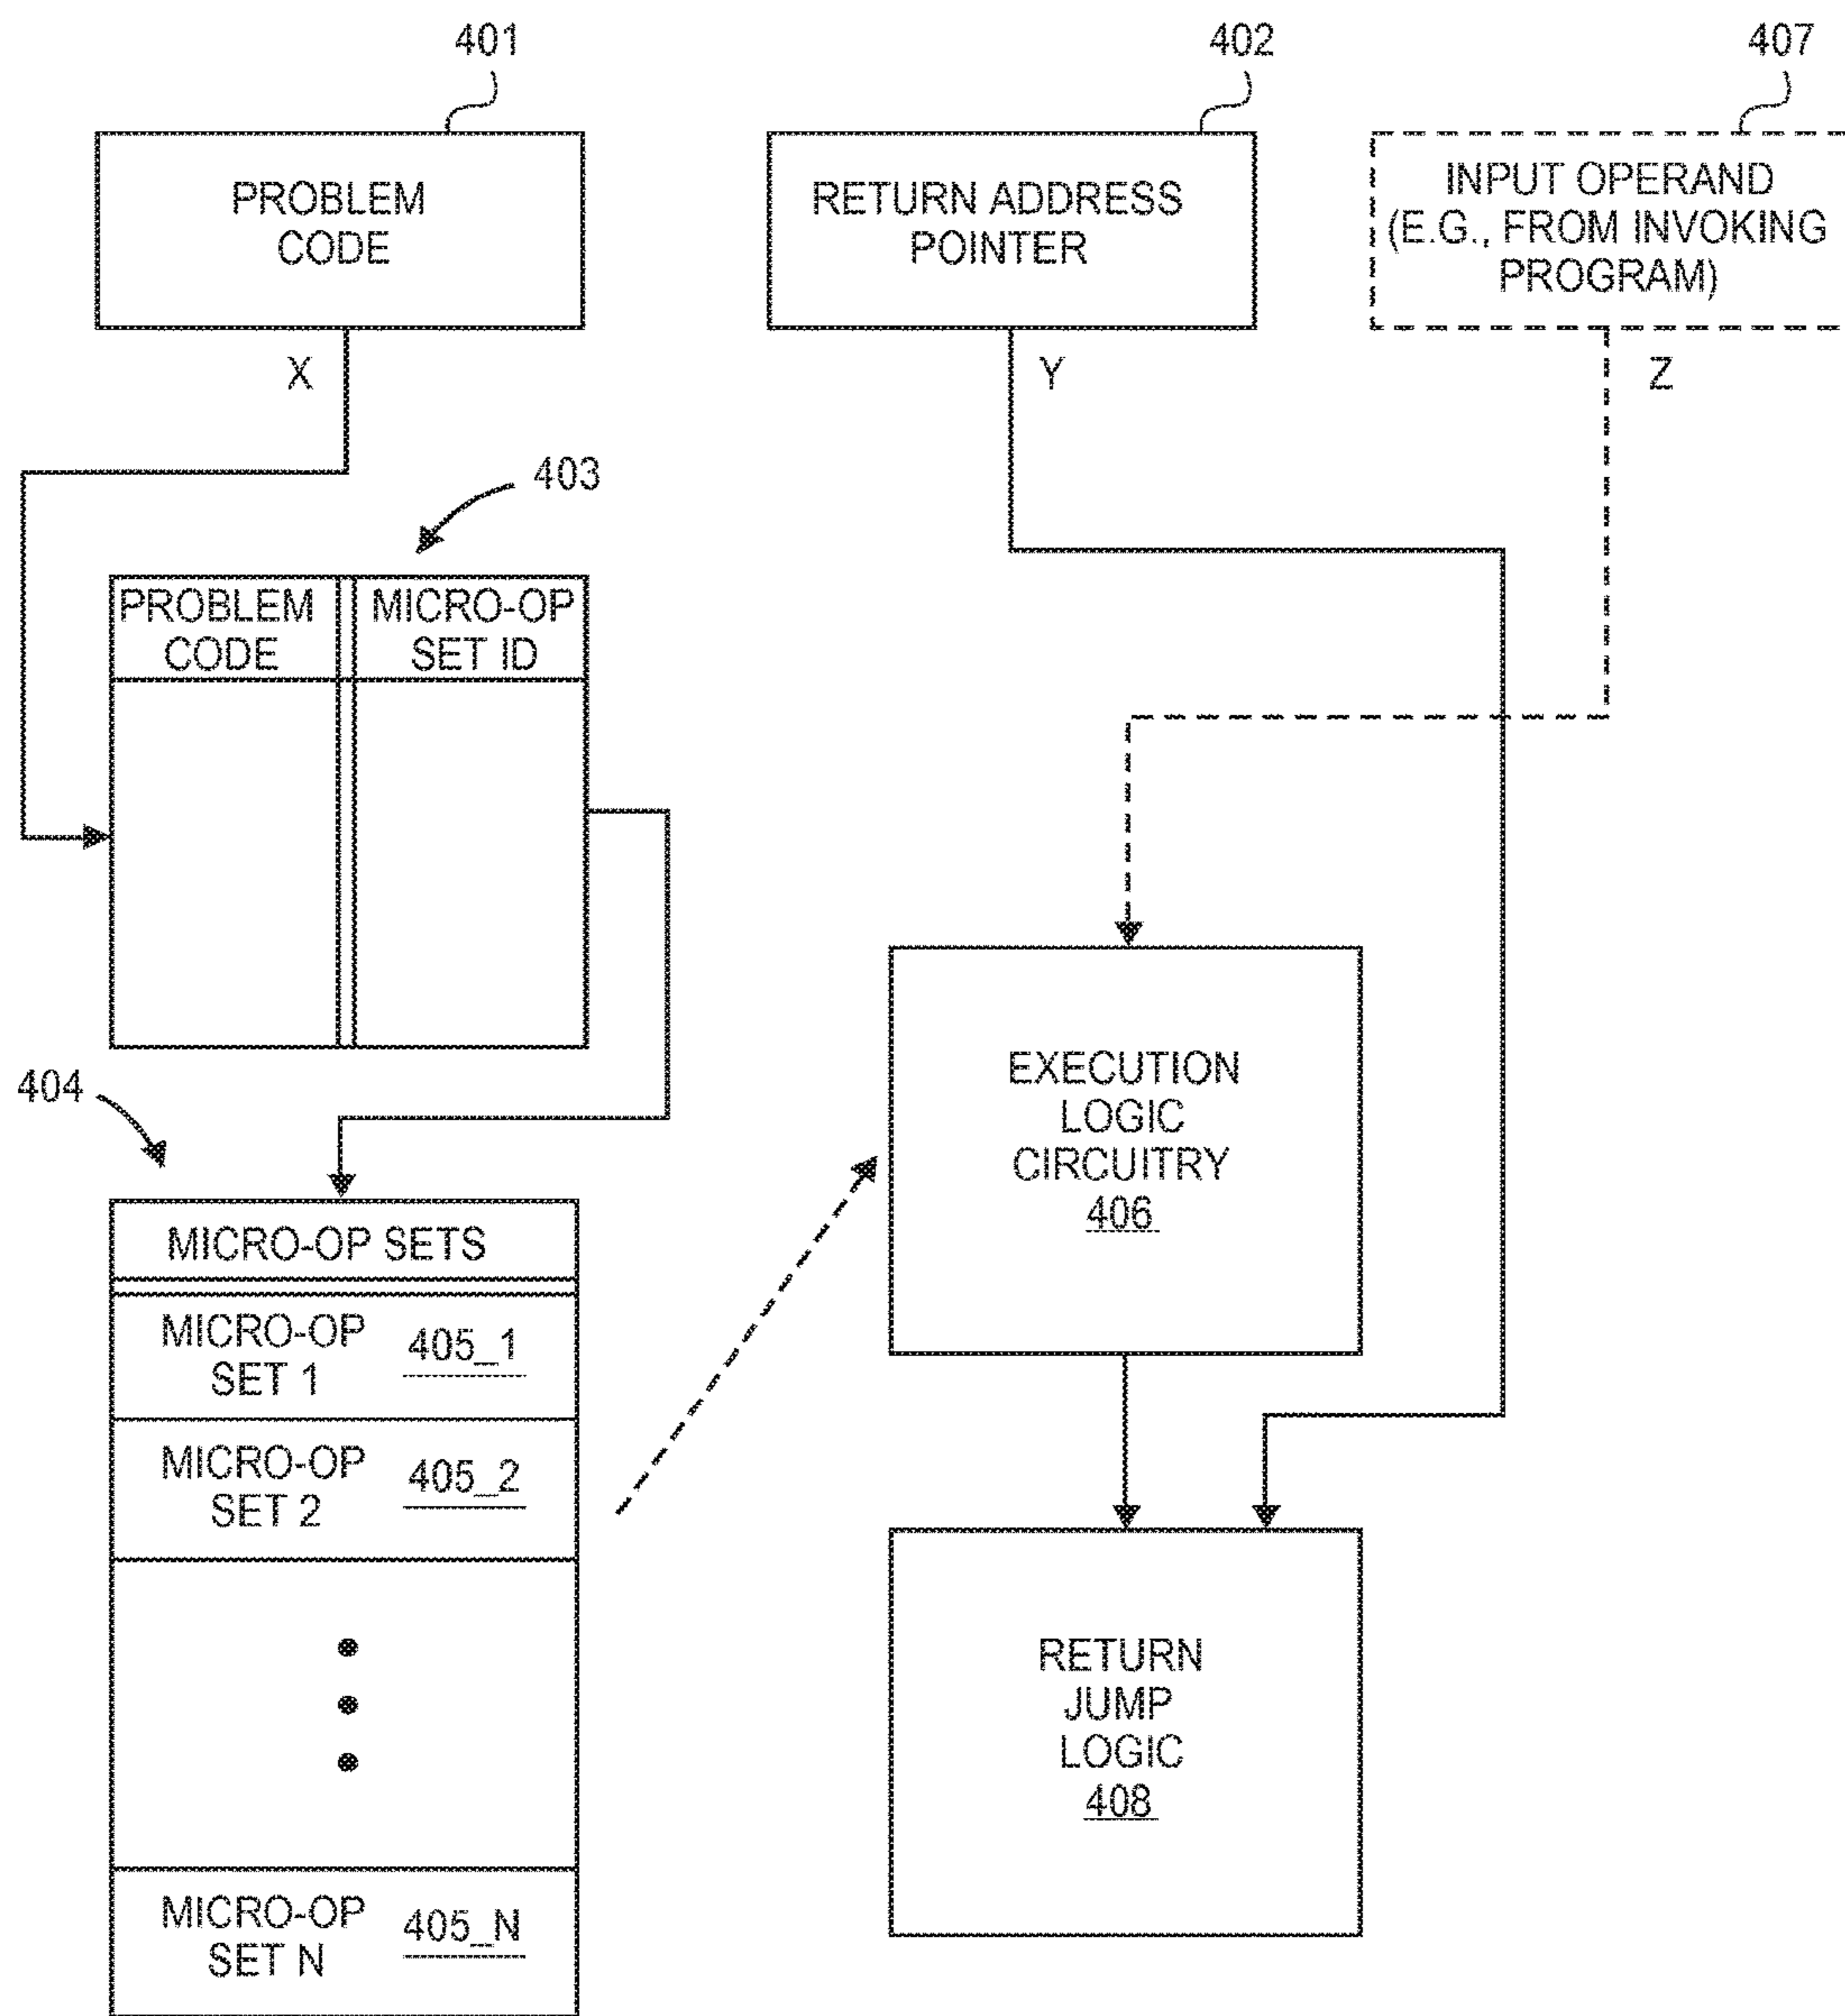 401
402
407
PROBLEM
CODE
RETURN ADDRESS
POINTER
INPUT OPERAND
(E.G., FROM INVOKING
PROGRAM)
X
Y
Z
403
PROBLEM
CODE
MICRO-OP
SET ID
404
EXECUTION
LOGIC
CIRCUITRY
406
MICRO-OP SETS
MICRO-OP
SET 1
405_1
MICRO-OP
SET 2
405_2
RETURN
JUMP
LOGIC
408
MICRO-OP
SET N
405_N